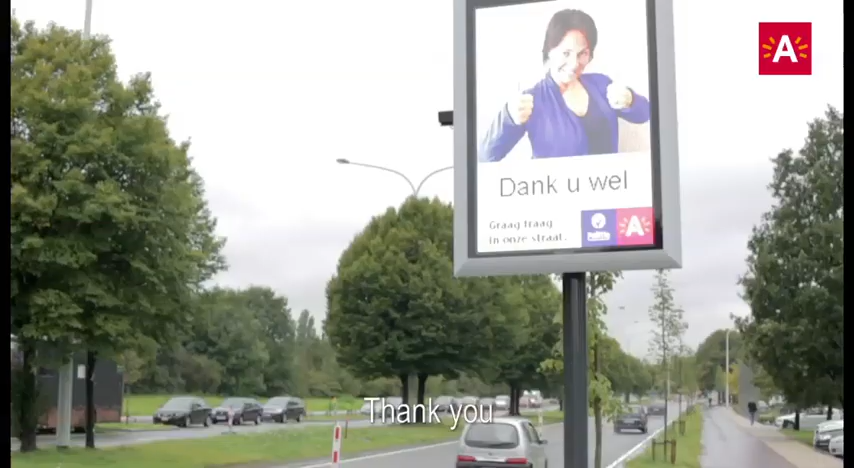 A
Dank u wel
Graag traag
in onze straat.
A
Thank you